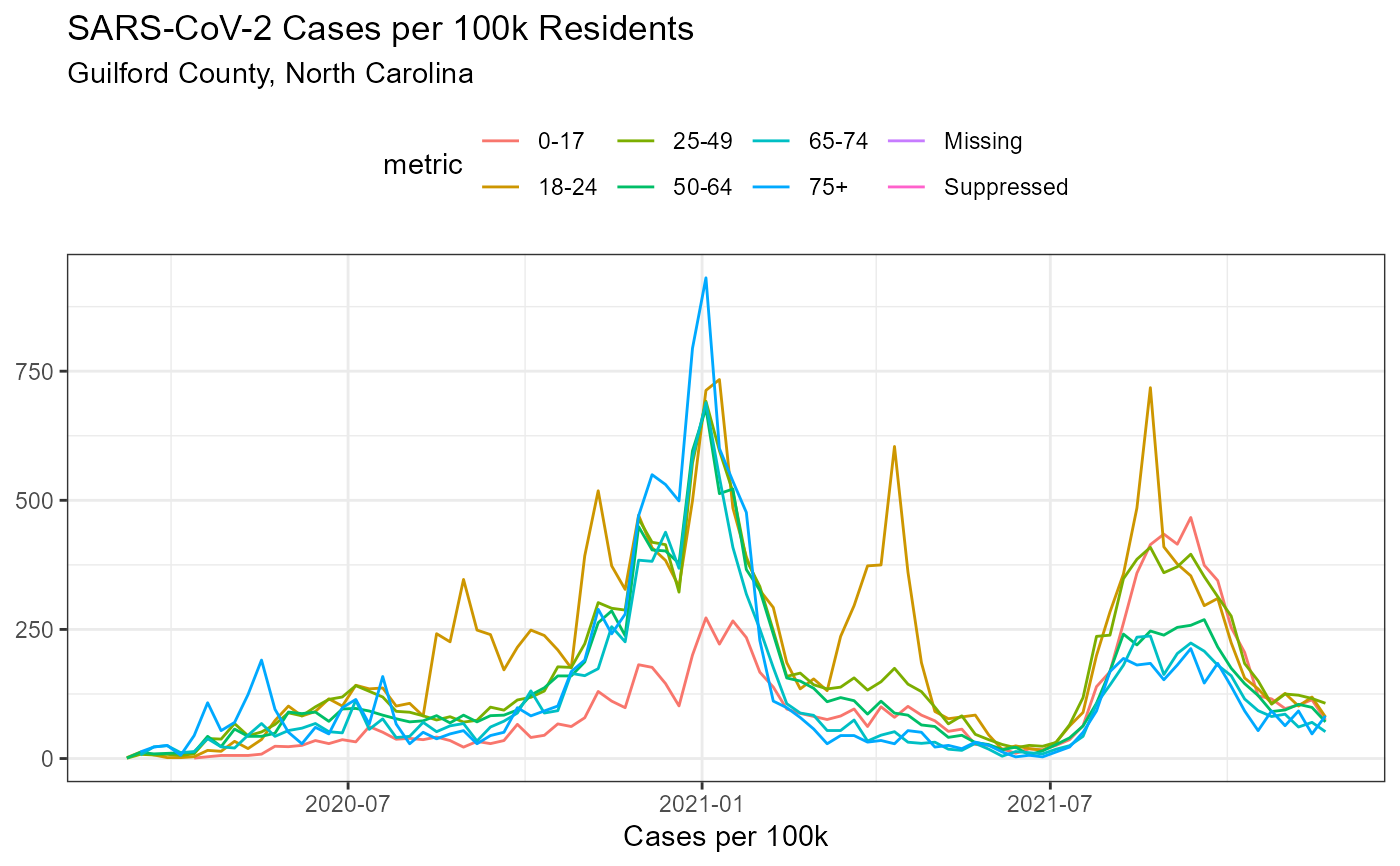 SARS-CoV-2 Cases per 100k Residents
Guilford County, North Carolina
metric
0-17 25-49 65-74 Missing
18-24 50-64 75+ Suppressed
750
500
250
0
2020-07 2021-01 2021-07
Cases per 100k